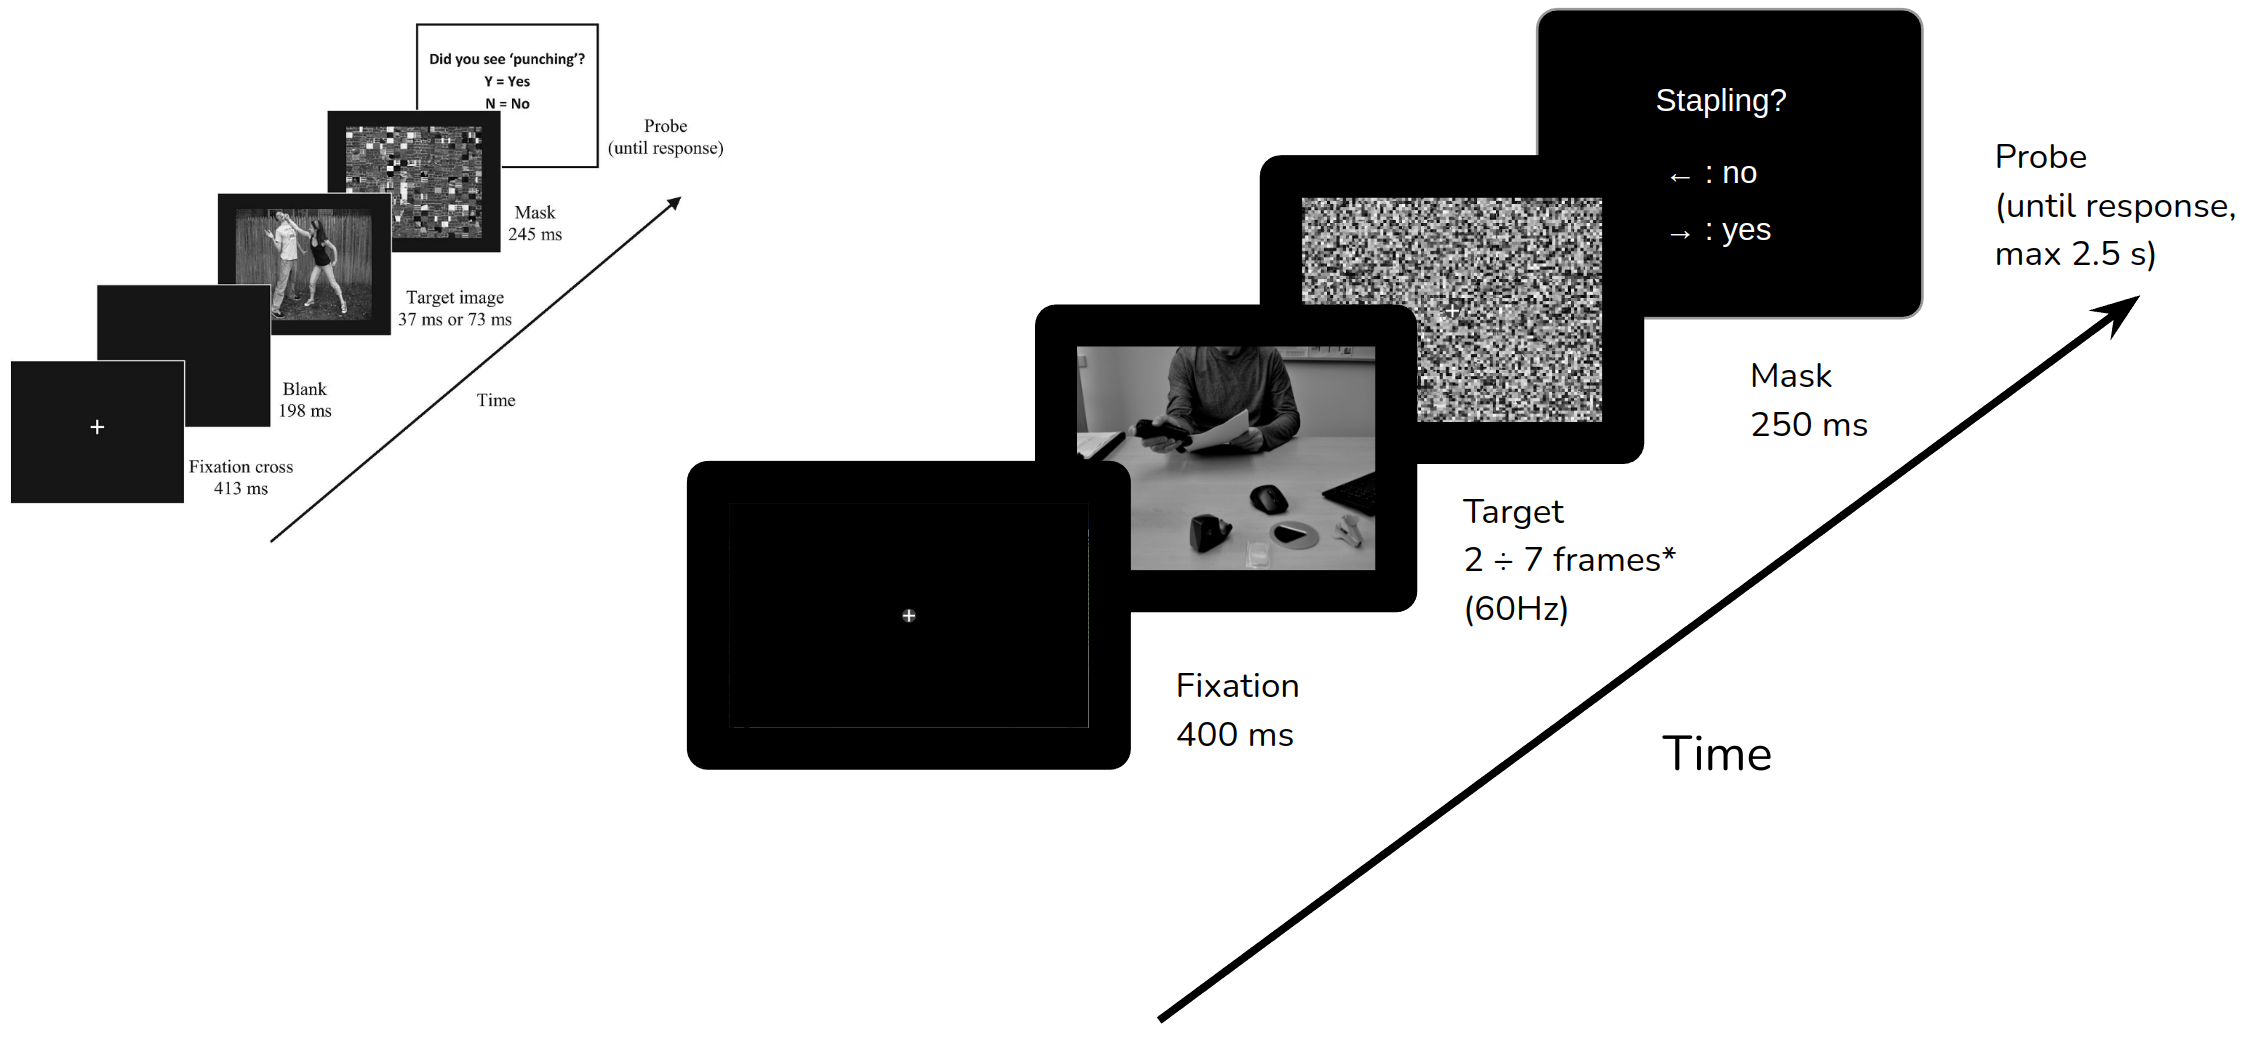 Did you see ‘punching’?
Y = Yes
N = No
Probe
(until response)
Mask
245 ms
Target image
37 ms or 73 ms
Blank
198 ms
Time
Fixation cross
413 ms
Stapling?
← : no
→ : yes
Probe
(until response,
max 2.5 s)
Mask
250 ms
Target
2 ÷ 7 frames*
(60Hz)
Fixation
400 ms
Time